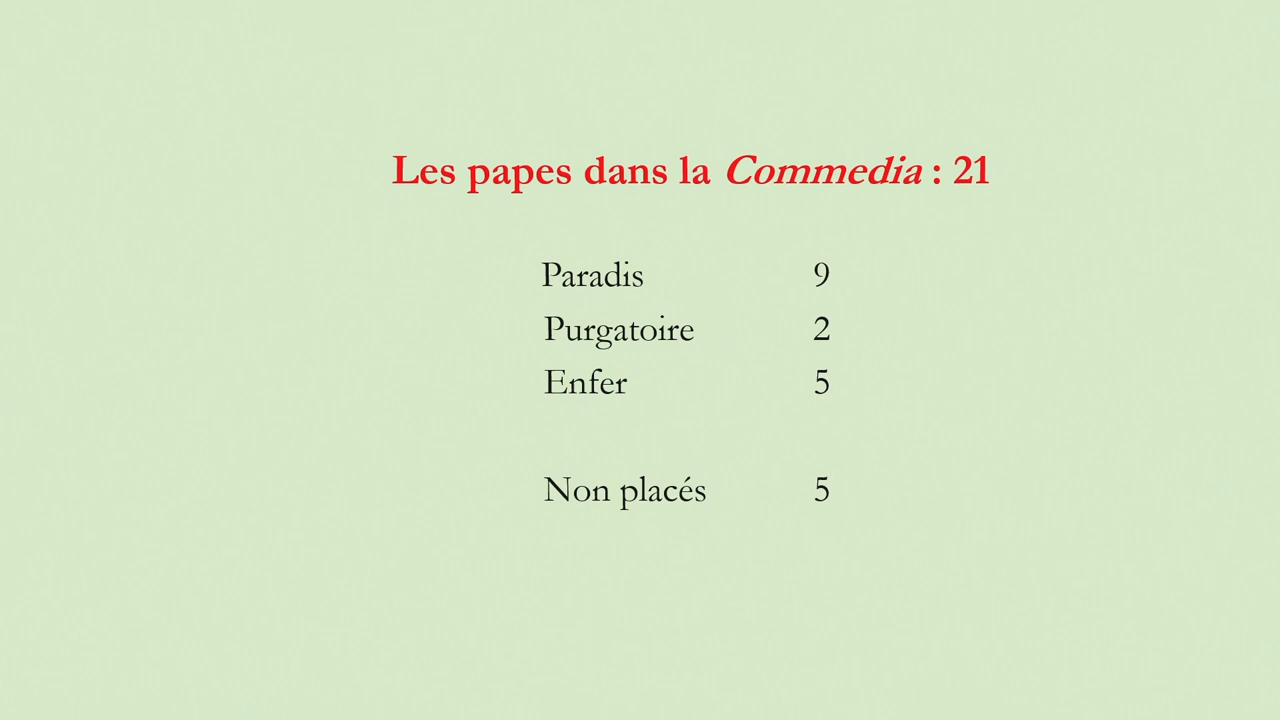 Les papes dans la Commedia : 21
Paradis 9
Purgatoire 2
Enfer 5
Non placés 5